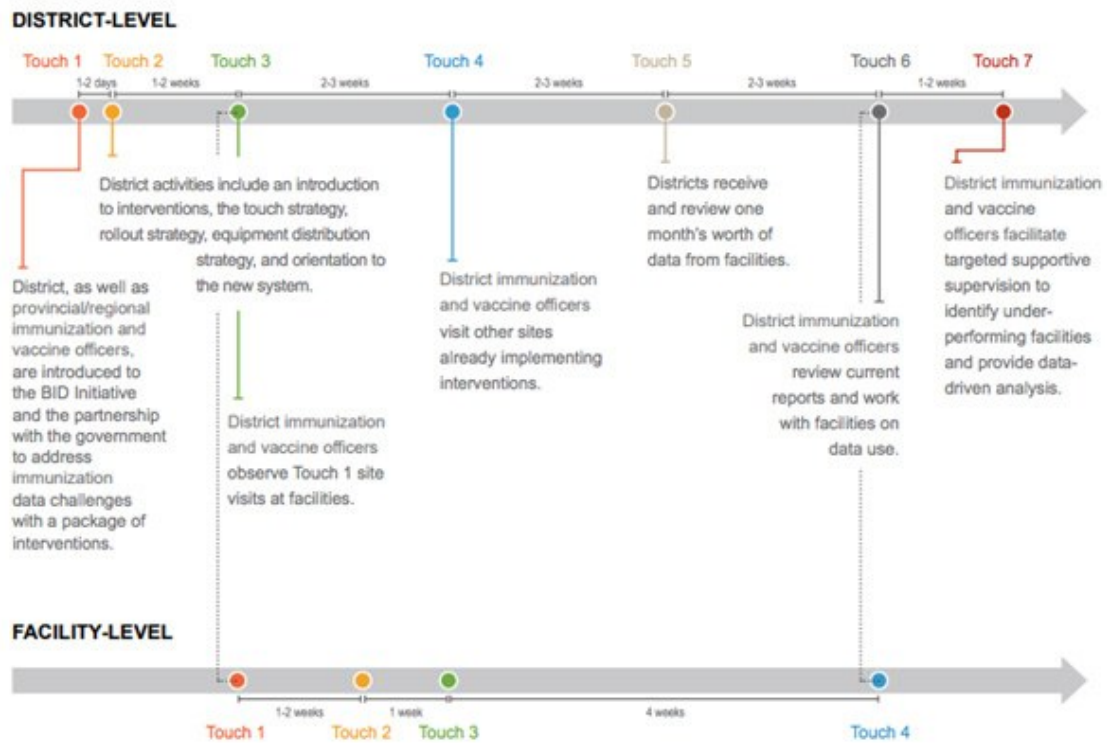 DISTRICT-LEVEL
Touch 1
Touch 2
Touch 3
Touch 4
Touch 5
Touch 6
Touch 7
1-2 days
1-2 weeks
2-3 weeks
2-3 weeks
2-3 weeks
1-2 weeks
District, as well as
provincial/regional
immunization and
vaccine officers,
are introduced to
the BID Initiative
and the partnership
with the government
to address
immunization
data challenges
with a package of
interventions.
District activities include an introduction
to interventions, the touch strategy,
rollout strategy, equipment distribution
strategy, and orientation to
the new system.
District immunization
and vaccine officers
observe Touch 1 site
visits at facilities.
District immunization
and vaccine officers
visit other sites
already implementing
interventions.
Districts receive
and review one
month's worth of
data from facilities.
District immunization
and vaccine officers
review current
reports and work
with facilities on
data use.
District immunization
and vaccine
officers facilitate
targeted supportive
supervision to
identify under-
performing facilities
and provide data-
driven analysis.
FACILITY-LEVEL
1-2 weeks
1 week
4 weeks
Touch 1
Touch 2
Touch 3
Touch 4